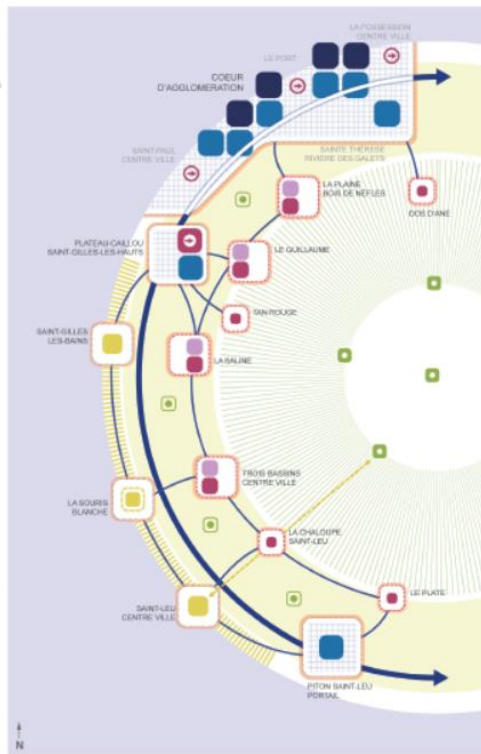 LA POSSESSION
CENTRE VILLE
LE PORT
COEUR
D'AGGLOMERATION
SAINT-PAUL
CENTRE VILLE
SAINTE THÉRÈSE
RIVIERE DES GALETS
LA PLAINE
BOIS DE NEFLES
DOS D'ANE
PLATEAU-CAILLOU
SAINT-GILLES-LES-HAUTS
LE GUILLAUME
TAN ROUGE
SAINT-GILLES
LES-BAINS
LA SALINE
TROIS BASSINS
CENTRE VILLE
LA SOURIS
BLANCHE
LA CHALOUPE
SAINT-LEU
LE PLATE
SAINT-LEU
CENTRE VILLE
PITON SAINT-LEU
PORTAIL
N